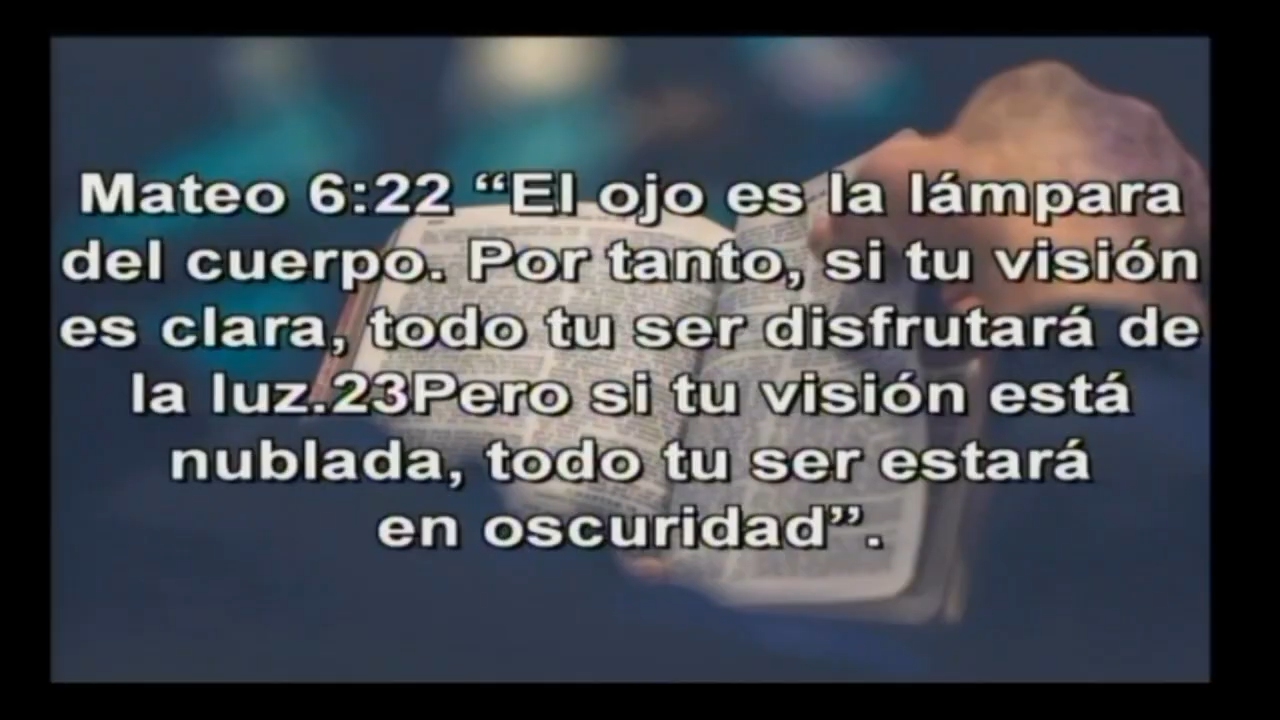 Mateo 6:22 “El ojo es la lámpara
del cuerpo. Por tanto, si tu visión
es clara, todo tu ser disfrutará de
la luz.23Pero si tu visión está
nublada, todo tu ser estará
en oscuridad”.